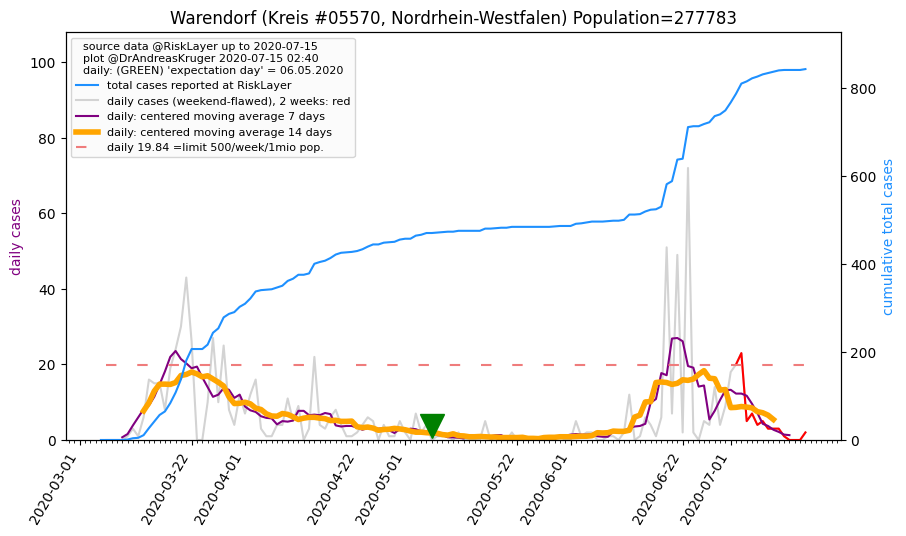 Warendorf (Kreis #05570, Nordrhein-Westfalen) Population=277783
source data @RiskLayer up to 2020-07-15
plot @DrAndreasKruger 2020-07-15 02:40
daily: (GREEN) 'expectation day' = 06.05.2020
total cases reported at RiskLayer
daily cases (weekend-flawed), 2 weeks: red
daily: centered moving average 7 days
daily: centered moving average 14 days
daily 19.84 =limit 500/week/1mio pop.
daily cases
100
80
60
40
20
0
cumulative total cases
800
600
400
200
0
2020-03-01
2020-03-22
2020-04-01
2020-04-22
2020-05-01
2020-05-22
2020-06-01
2020-06-22
2020-07-01